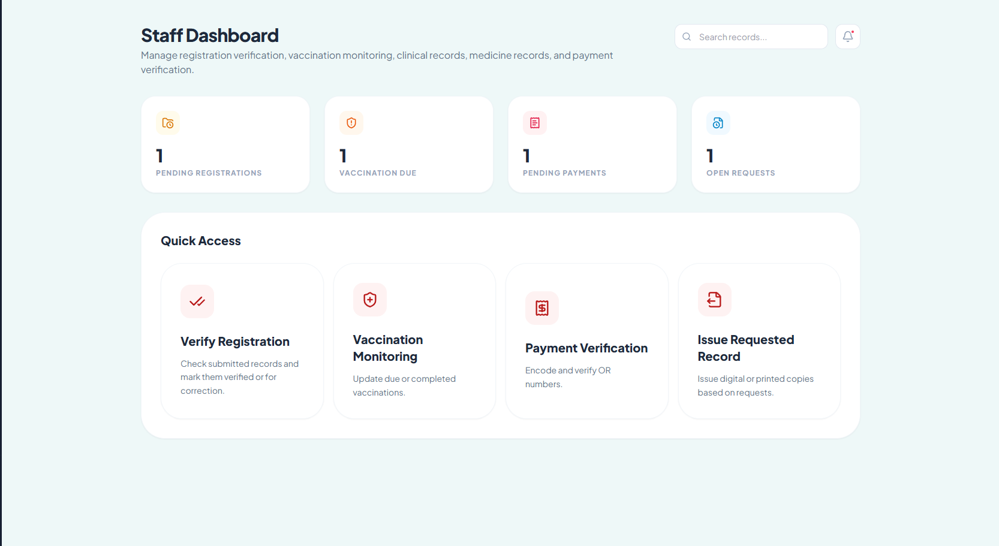 Staff Dashboard
Search records...
Manage registration verification, vaccination monitoring, clinical records, medicine records, and payment
verification.
1
PENDING REGISTRATIONS
1
VACCINATION DUE
1
PENDING PAYMENTS
1
OPEN REQUESTS
Quick Access
Verify Registration
Check submitted records and
mark them verified or for
correction.
Vaccination
Monitoring
Update due or completed
vaccinations.
Payment Verification
Encode and verify OR
numbers.
Issue Requested
Record
Issue digital or printed copies
based on requests.